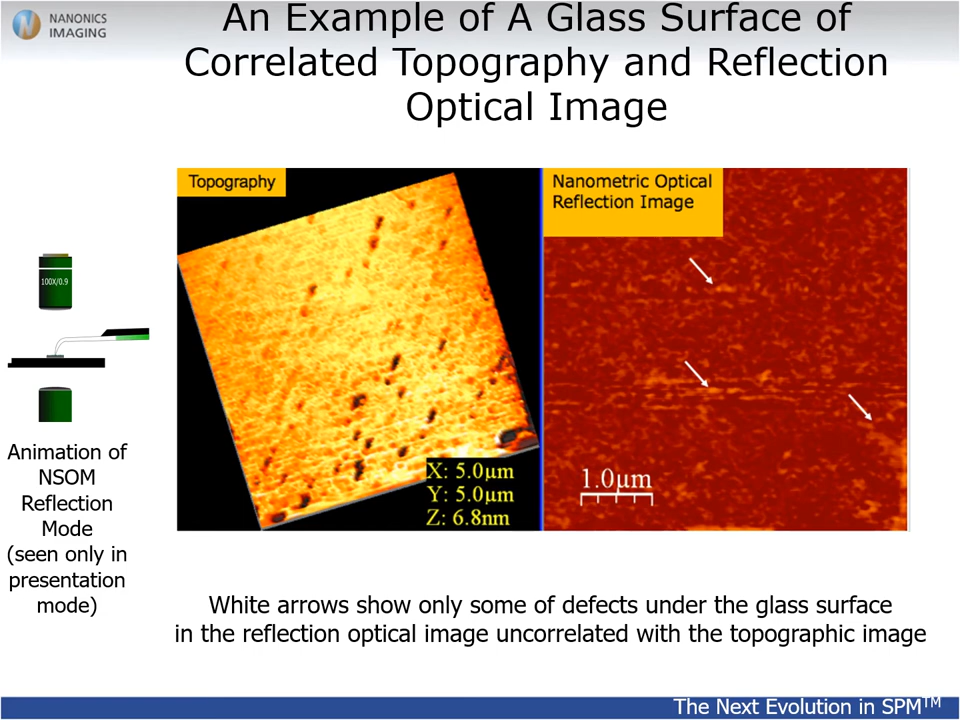 NANONICS
IMAGING
An Example of A Glass Surface of
Correlated Topography and Reflection
Optical Image
Topography
Nanometric Optical
Reflection Image
100X/0.9
X: 5.0µm
Y: 5.0µm
Z: 6.8nm
1.0µm
Animation of
NSOM
Reflection
Mode
(seen only in
presentation
mode)
White arrows show only some of defects under the glass surface
in the reflection optical image uncorrelated with the topographic image
The Next Evolution in SPM™